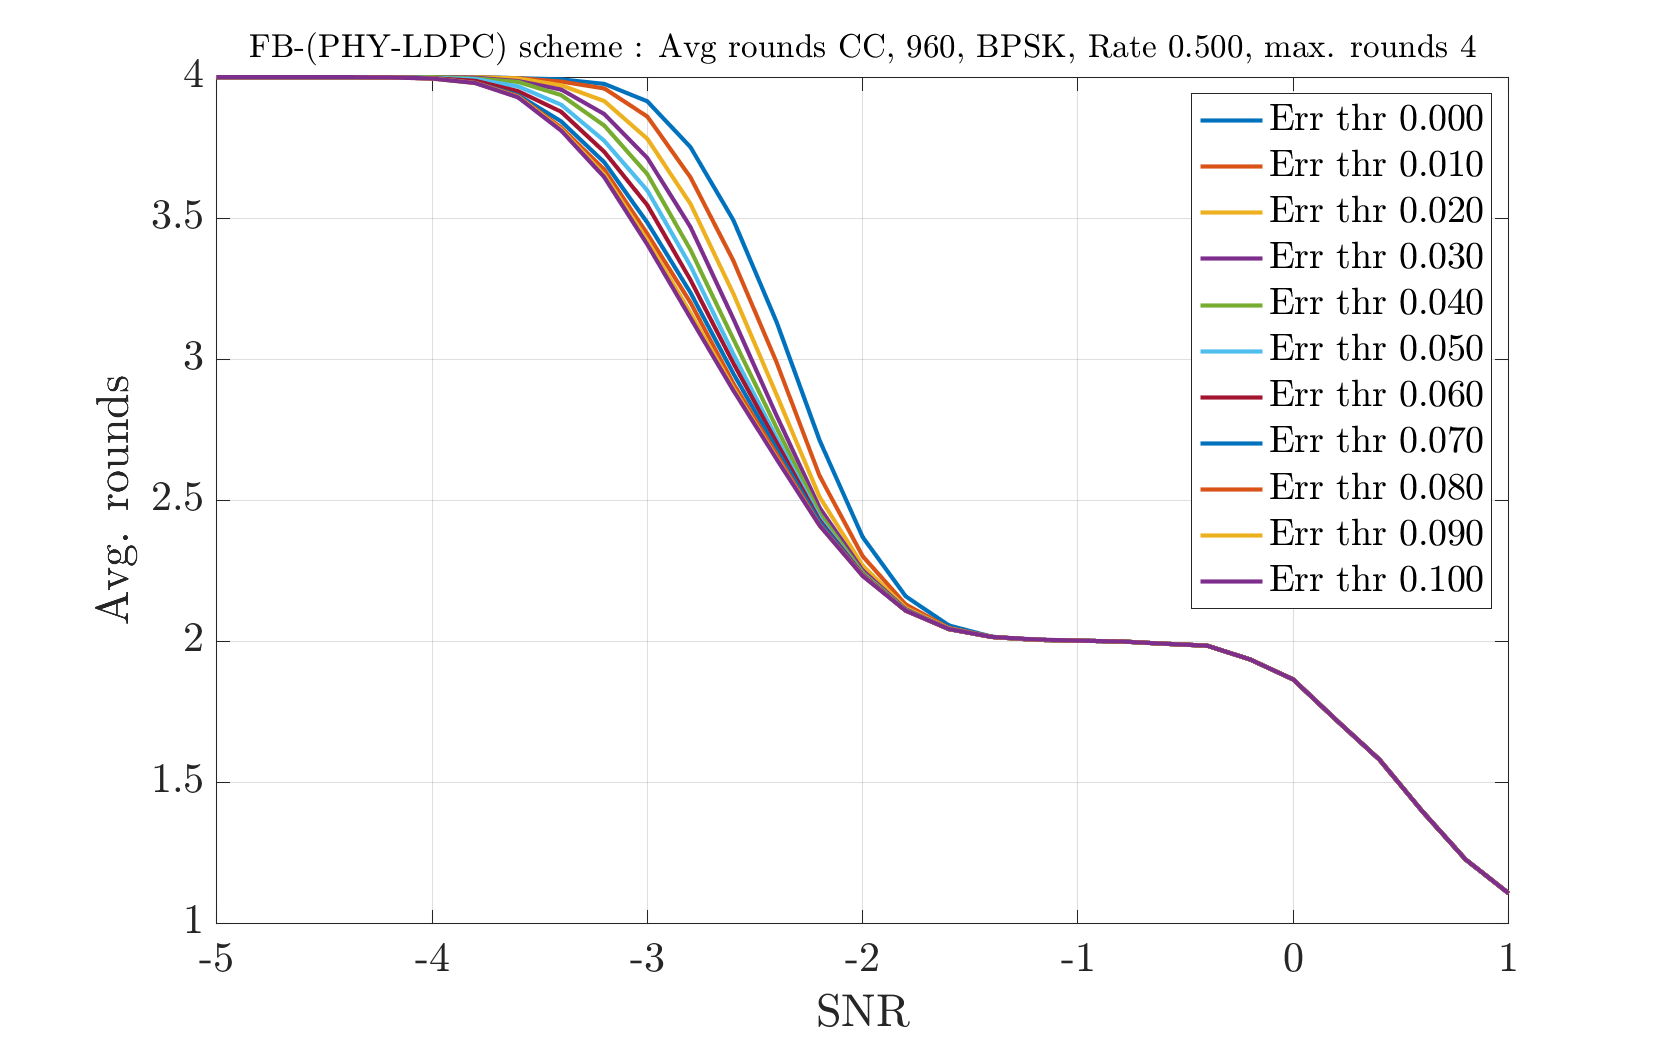 FB-(PHY-LDPC) scheme : Avg rounds CC, 960, BPSK, Rate 0.500, max. rounds 4
4
3.5
3
2.5
2
1.5
1
Avg. rounds
Err thr 0.000
Err thr 0.010
Err thr 0.020
Err thr 0.030
Err thr 0.040
Err thr 0.050
Err thr 0.060
Err thr 0.070
Err thr 0.080
Err thr 0.090
Err thr 0.100
-5 -4 -3 -2 -1 0 1
SNR